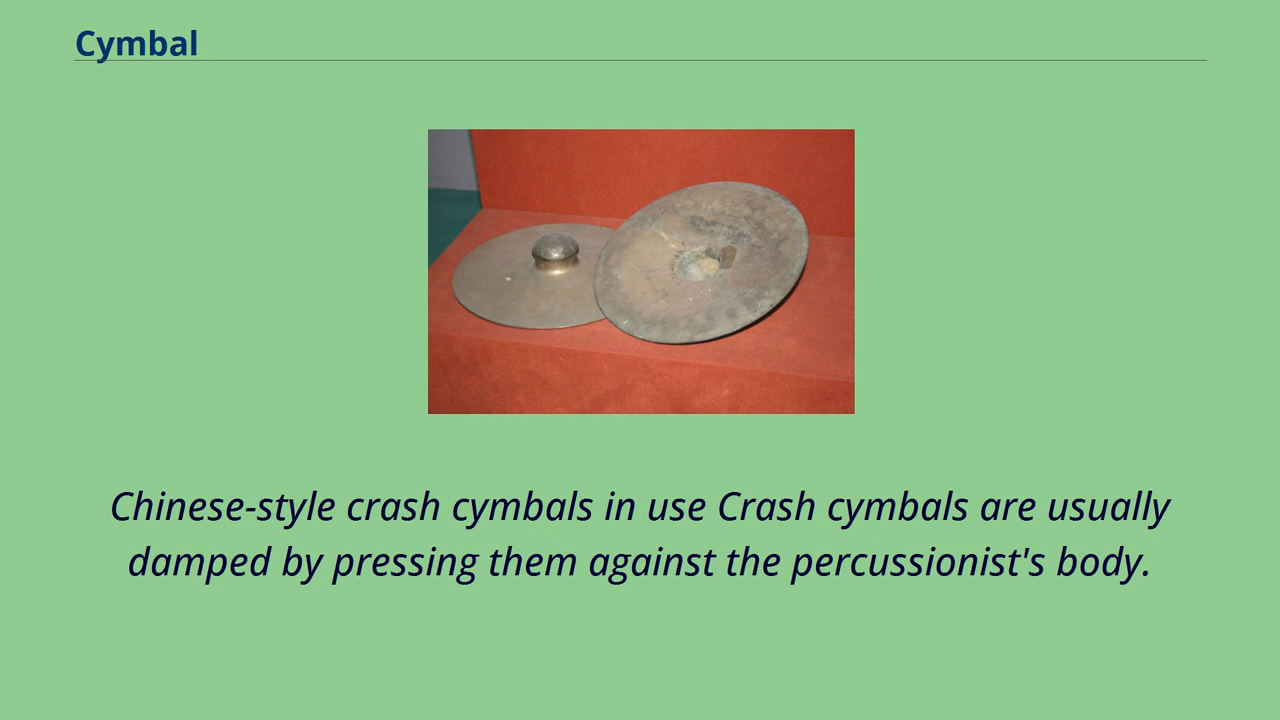 Cymbal
Chinese-style crash cymbals in use Crash cymbals are usually
damped by pressing them against the percussionist's body.